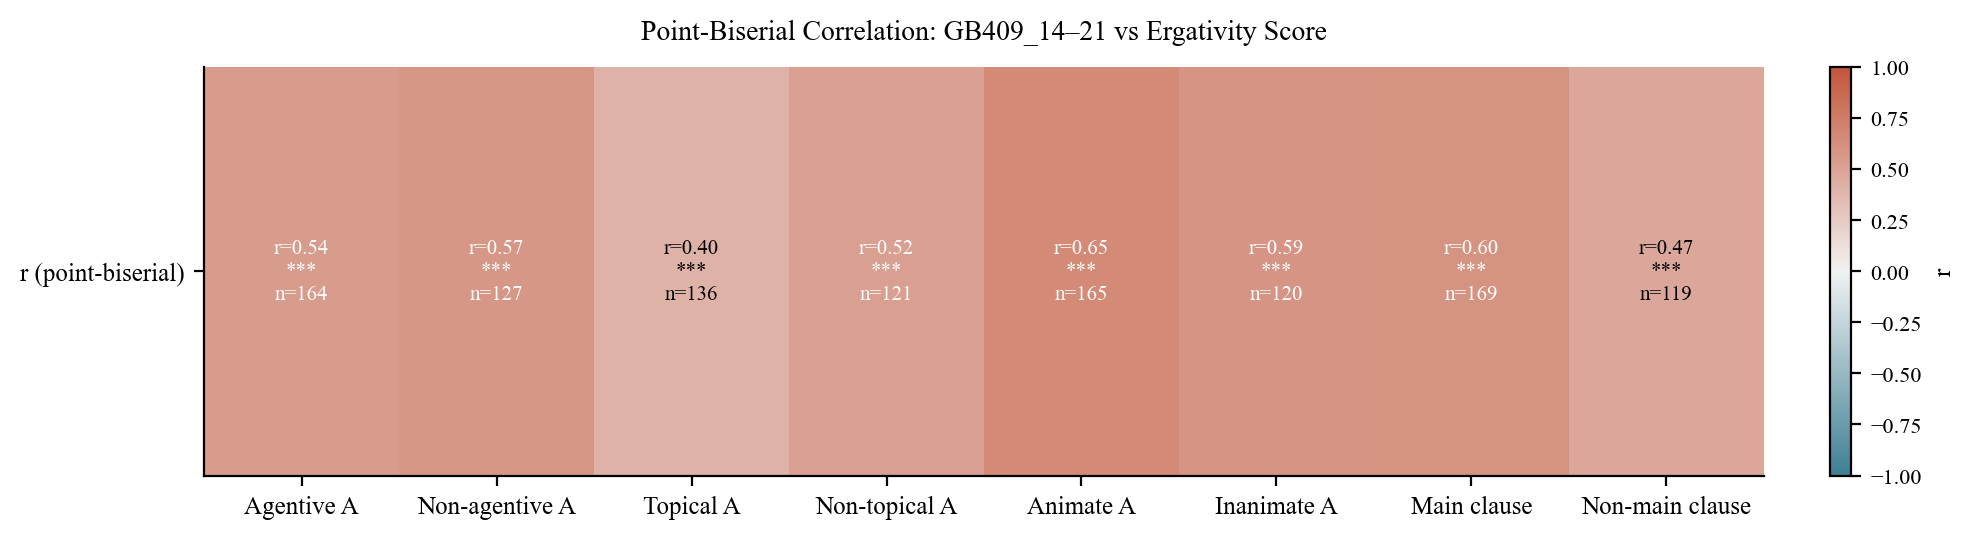 Point-Biserial Correlation: GB409_14–21 vs Ergativity Score
r (point-biserial)
r=0.54
***
n=164
r=0.57
***
n=127
r=0.40
***
n=136
r=0.52
***
n=121
r=0.65
***
n=165
r=0.59
***
n=120
r=0.60
***
n=169
r=0.47
***
n=119
Agentive A
Non-agentive A
Topical A
Non-topical A
Animate A
Inanimate A
Main clause
Non-main clause
1.00
0.75
0.50
0.25
0.00
−0.25
−0.50
−0.75
−1.00
r